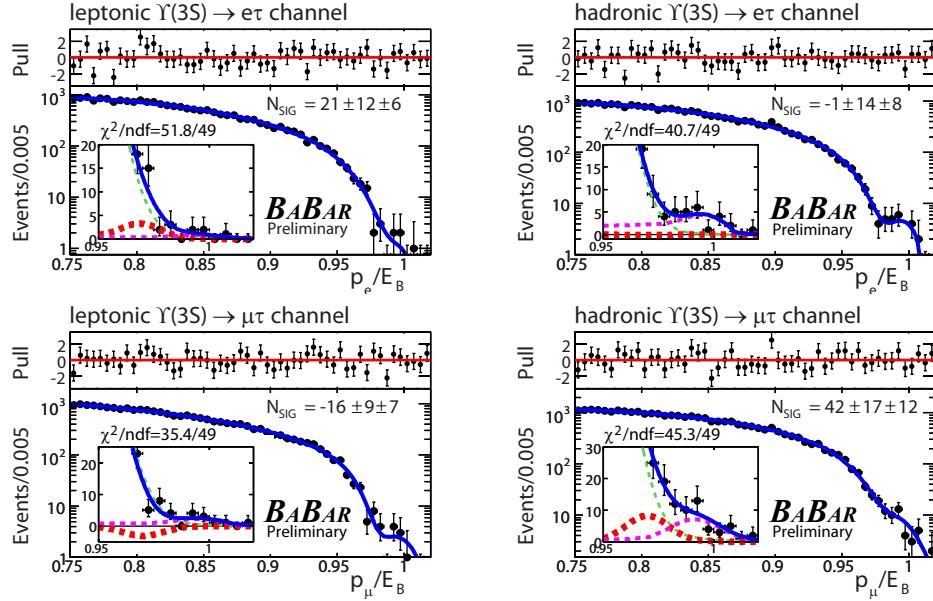 leptonic ϒ(3S) → eτ channel
Pull
2
0
-2
Events/0.005
10³
10²
10
1
N_SIG = 21±12±6
χ²/ndf=51.8/49
20
15
10
5
0
0.95
1
BABAR
Preliminary
0.75
0.8
0.85
0.9
0.95
1
p_e/E_B
hadronic ϒ(3S) → eτ channel
Pull
2
0
-2
Events/0.005
10³
10²
10
1
N_SIG = -1±14±8
χ²/ndf=40.7/49
20
15
10
5
0
0.95
1
BABAR
Preliminary
0.75
0.8
0.85
0.9
0.95
1
p_e/E_B
leptonic ϒ(3S) → μτ channel
Pull
2
0
-2
Events/0.005
10³
10²
10
1
N_SIG = -16±9±7
χ²/ndf=35.4/49
20
10
0
0.95
1
BABAR
Preliminary
0.75
0.8
0.85
0.9
0.95
1
p_μ/E_B
hadronic ϒ(3S) → μτ channel
Pull
2
0
-2
Events/0.005
10³
10²
10
1
N_SIG = 42±17±12
χ²/ndf=45.3/49
30
20
10
0
0.95
1
BABAR
Preliminary
0.75
0.8
0.85
0.9
0.95
1
p_μ/E_B